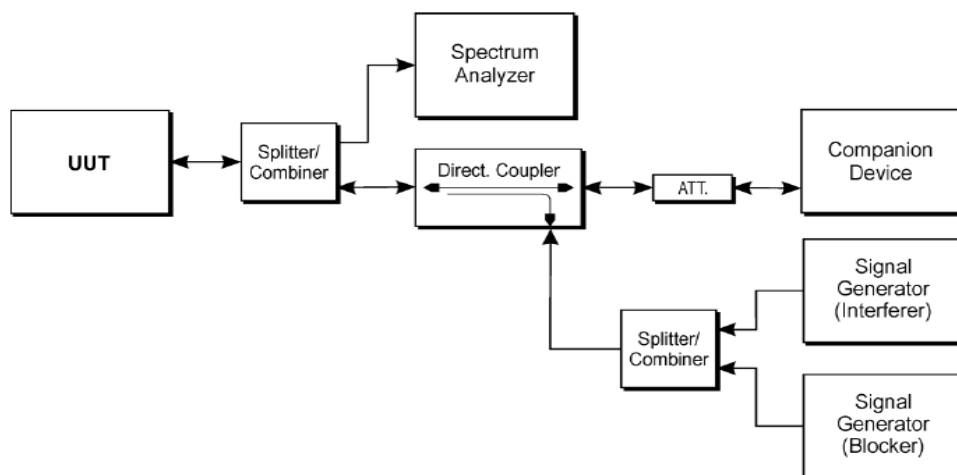 Spectrum
Analyzer
UUT
Splitter/
Combiner
Direct. Coupler
ATT.
Companion
Device
Signal
Generator
(Interferer)
Splitter/
Combiner
Signal
Generator
(Blocker)